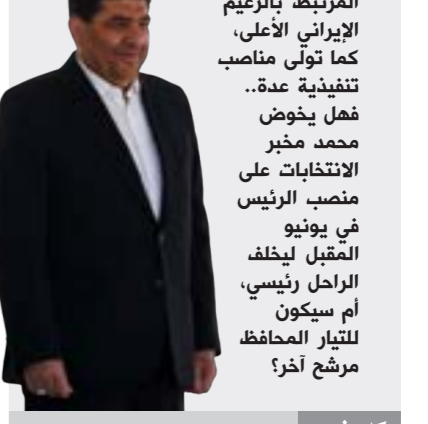 المرتبط بالزعيم
الإيراني الأعلى،
كما تولى مناصب
تنفيذية عدة..
فهل يخوض
محمد مخبر
الانتخابات على
منصب الرئيس
في يونيو
المقبل ليخلف
الراحل رئيسي،
أم سيكون
للتيار المحافظ
مرشح آخر؟